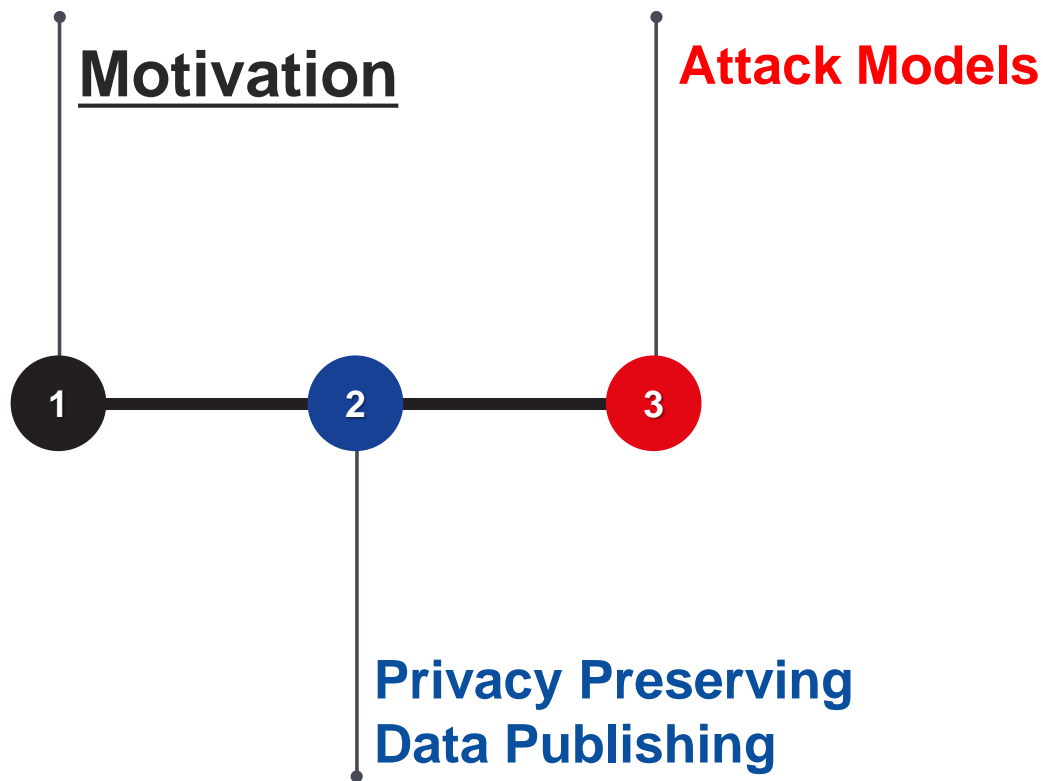 Motivation
Attack Models
1
2
3
Privacy Preserving
Data Publishing